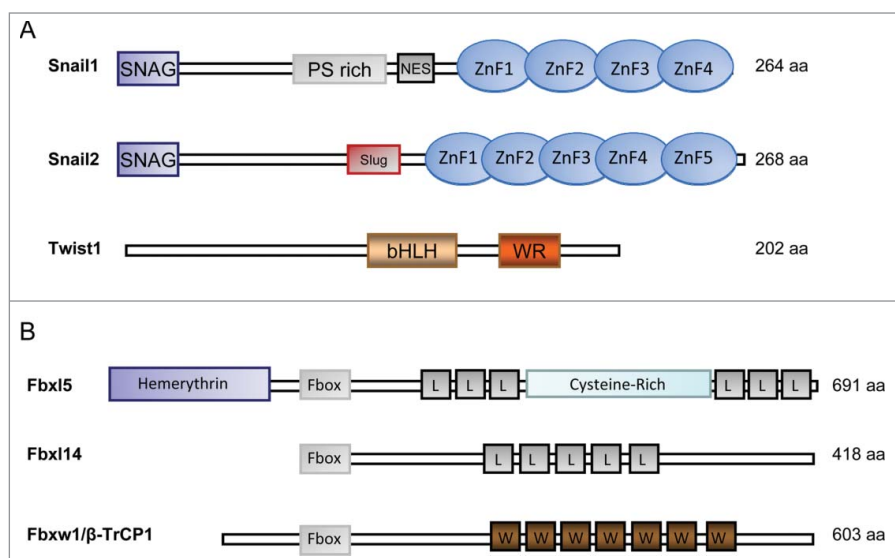 A
Snail1 SNAG PS rich NES ZnF1 ZnF2 ZnF3 ZnF4 264 aa
Snail2 SNAG Slug ZnF1 ZnF2 ZnF3 ZnF4 ZnF5 268 aa
Twist1 bHLH WR 202 aa
B
Fbxl5 Hemerythrin Fbox L L L Cysteine-Rich L L L 691 aa
Fbxl14 Fbox L L L L L 418 aa
Fbxw1/β-TrCP1 Fbox W W W W W W W 603 aa